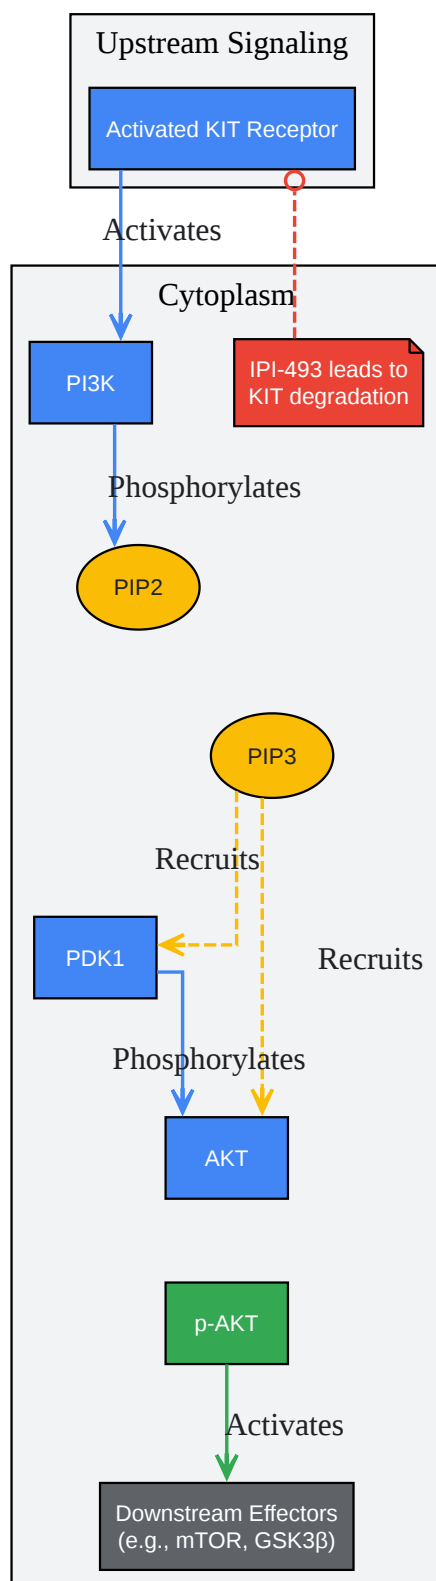 Upstream Signaling
Activated KIT Receptor
Activates
Cytoplasm
PI3K
IPI-493 leads to
KIT degradation
Phosphorylates
PIP2
PIP3
Recruits
PDK1
Recruits
Phosphorylates
AKT
p-AKT
Activates
Downstream Effectors
(e.g., mTOR, GSK3β)